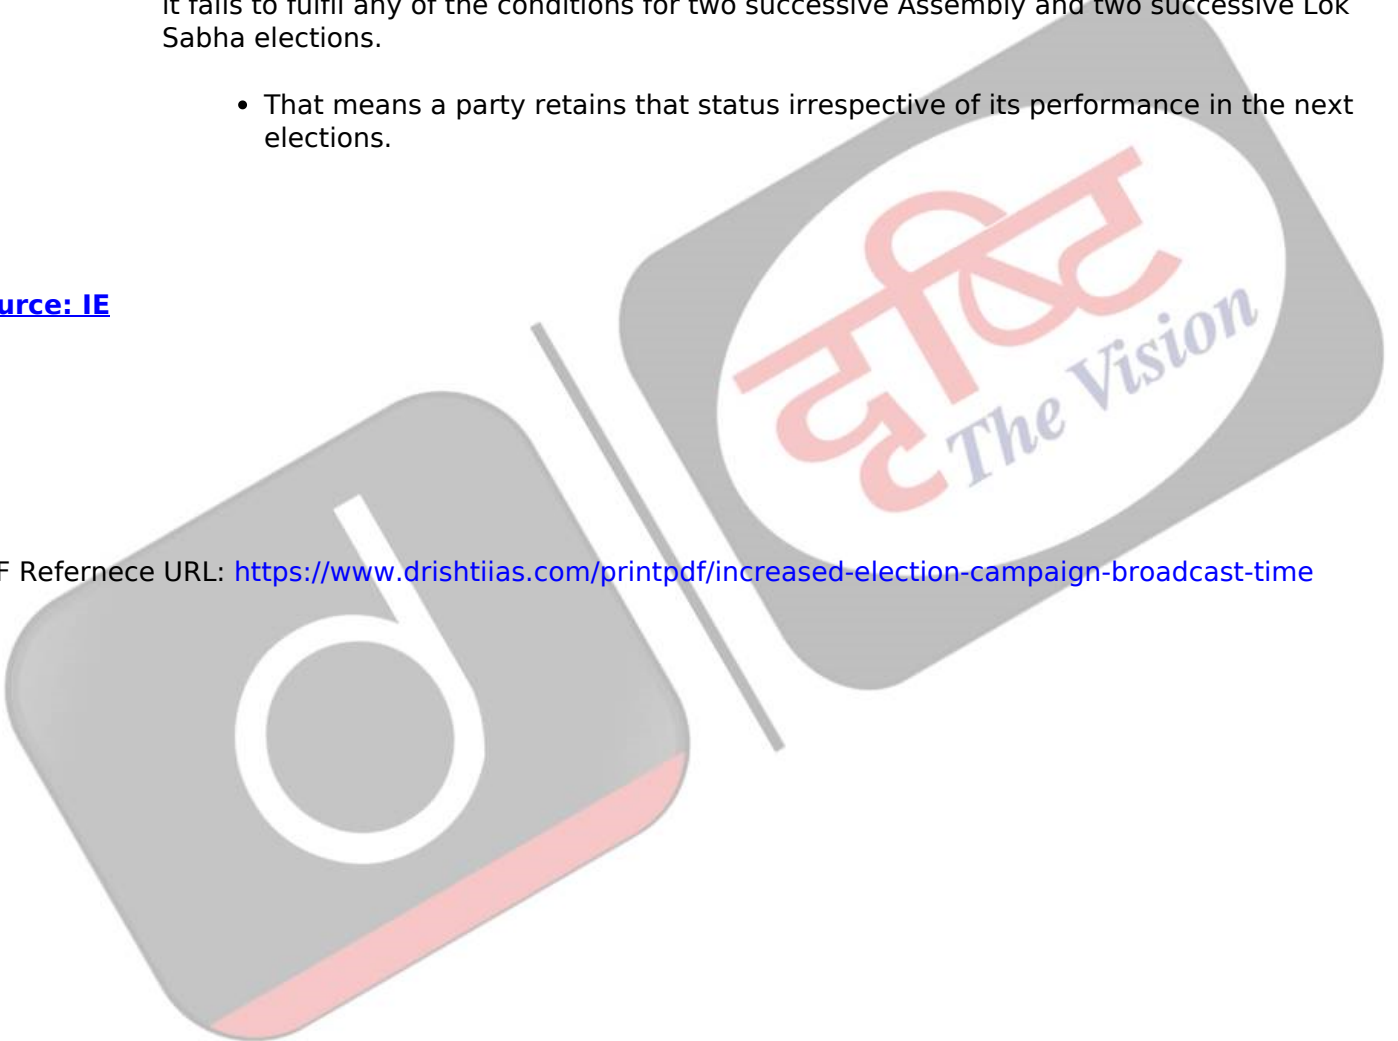 it fails to fulfil any of the conditions for two successive Assembly and two successive Lok
Sabha elections.
• That means a party retains that status irrespective of its performance in the next
elections.
दृष्टि
The Vision
urce: IE
d
F Refernece URL: https://www.drishtiias.com/printpdf/increased-election-campaign-broadcast-time